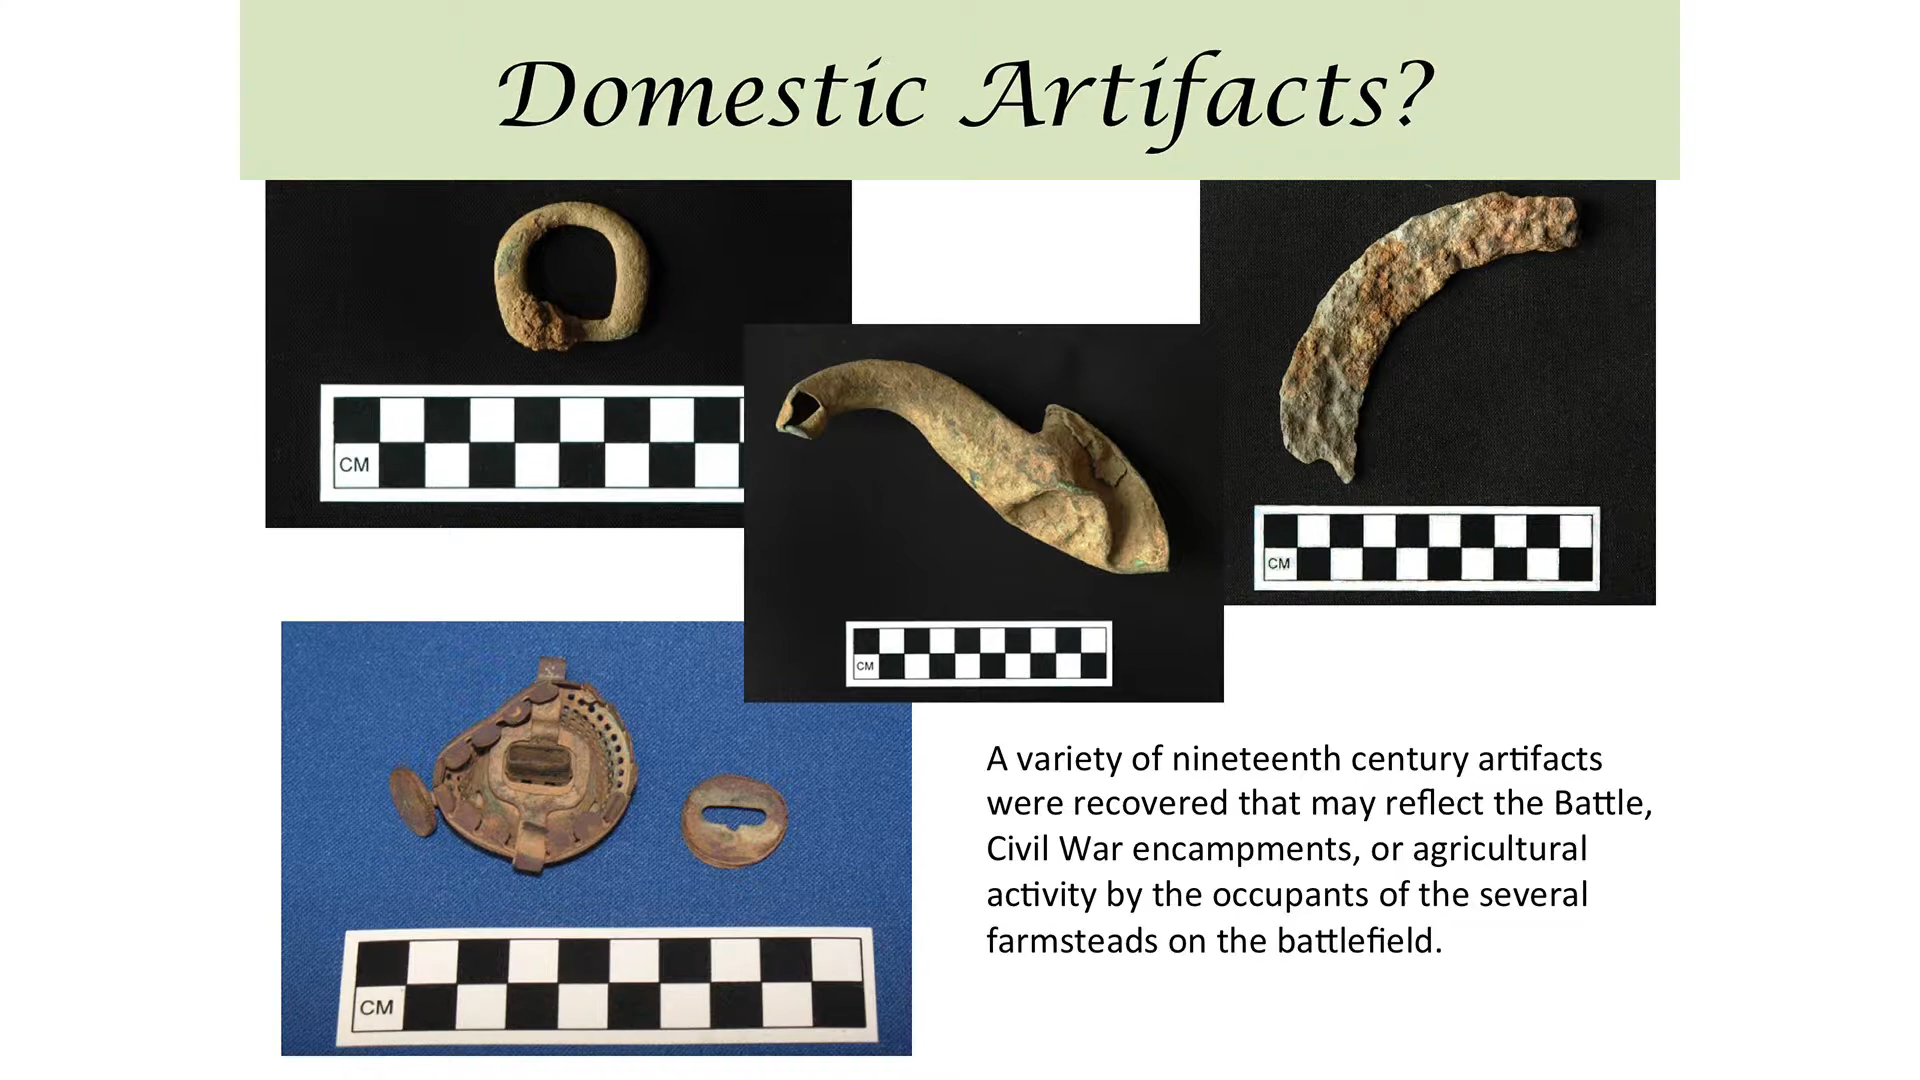 Domestic Artifacts?
CM
CM
CM
CM
A variety of nineteenth century artifacts
were recovered that may reflect the Battle,
Civil War encampments, or agricultural
activity by the occupants of the several
farmsteads on the battlefield.